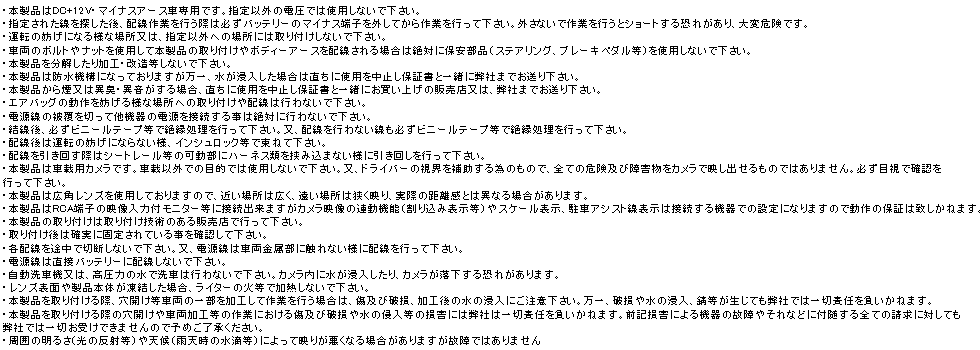 ・本製品はDC+12V・マイナスアース車専用です。指定以外の電圧では使用しないで下さい。
・指定された線を探した後、配線作業を行う際は必ずバッテリーのマイナス端子を外してから作業を行って下さい。外さないで作業を行うとショートする恐れがあり、大変危険です。
・運転の妨げになる様な場所又は、指定以外への場所には取り付けしないで下さい。
・車両のボルトやナットを使用して本製品の取り付けやボディーアースを配線される場合は絶対に保安部品（ステアリング、ブレーキペダル等）を使用しないで下さい。
・本製品を分解したり加工・改造等しないで下さい。
・本製品は防水機構になっておりますが万一、水が浸入した場合は直ちに使用を中止し保証書と一緒に弊社までお送り下さい。
・本製品から煙又は異臭・異音がする場合、直ちに使用を中止し保証書と一緒にお買い上げの販売店又は、弊社までお送り下さい。
・エアバッグの動作を妨げる様な場所への取り付けや配線は行わないで下さい。
・電源線の被覆を切って他機器の電源を接続する事は絶対に行わないで下さい。
・結線後、必ずビニールテープ等で絶縁処理を行って下さい。又、配線を行わない線も必ずビニールテープ等で絶縁処理を行って下さい。
・配線後は運転の妨げにならない様、インシュロック等で束ねて下さい。
・配線を引き回す際はシートレール等の可動部にハーネス類を挟み込まない様に引き回しを行って下さい。
・本製品は車載用カメラです。車載以外での目的では使用しないで下さい。又、ドライバーの視界を補助する為のもので、全ての危険及び障害物をカメラで映し出せるものではありません。必ず目視で確認を
行って下さい。
・本製品は広角レンズを使用しておりますので、近い場所は広く、遠い場所は狭く映り、実際の距離感とは異なる場合があります。
・本製品はRCA端子の映像入力付モニター等に接続出来ますがカメラ映像の連動機能（割り込み表示等）やスケール表示、駐車アシスト線表示は接続する機器での設定になりますので動作の保証は致しかねます。
・本製品の取り付けは取り付け技術のある販売店で行って下さい。
・取り付け後は確実に固定されている事を確認して下さい。
・各配線を途中で切断しないで下さい。又、電源線は車両金属部に触れない様に配線を行って下さい。
・電源線は直接バッテリーに配線しないで下さい。
・自動洗車機又は、高圧力の水で洗車は行わないで下さい。カメラ内に水が浸入したり、カメラが落下する恐れがあります。
・レンズ表面や製品本体が凍結した場合、ライターの火等で加熱しないで下さい。
・本製品を取り付ける際、穴開け等車両の一部を加工して作業を行う場合は、傷及び破損、加工後の水の浸入にご注意下さい。万一、破損や水の浸入、錆等が生じても弊社では一切責任を負いかねます。
・本製品を取り付ける際の穴開けや車両加工等の作業における傷及び破損や水の侵入等の損害には弊社は一切責任を負いかねます。前記損害による機器の故障やそれなどに付随する全ての請求に対しても
弊社では一切お受けできませんので予めご了承ください。
・周囲の明るさ（光の反射等）や天候（雨天時の水滴等）によって映りが悪くなる場合がありますが故障ではありません